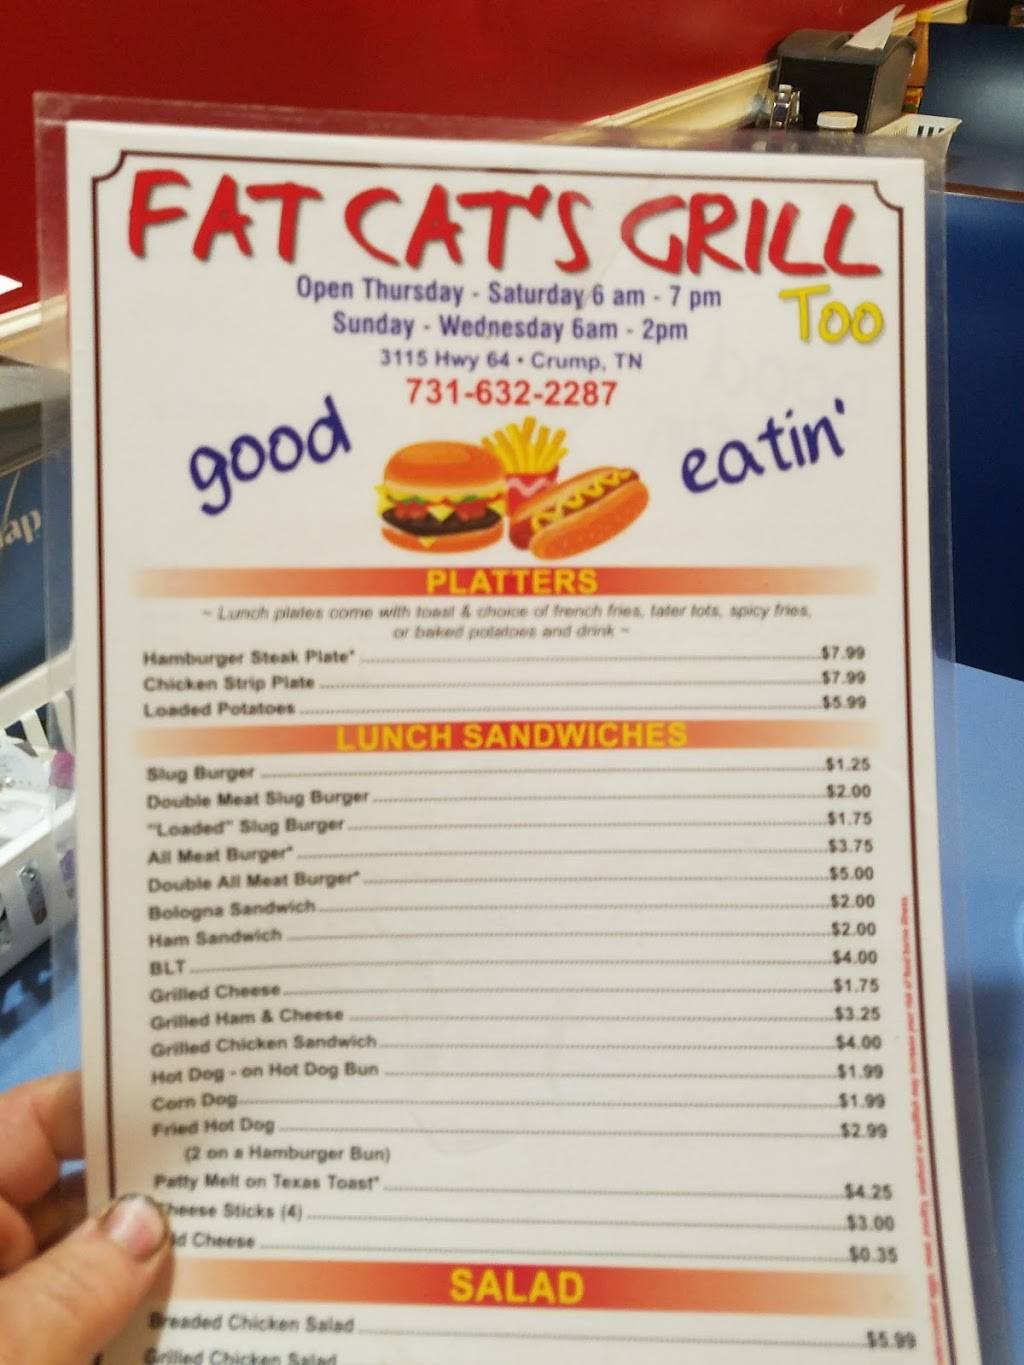 FAT CAT'S GRILL
Too
Open Thursday - Saturday 6 am - 7 pm
Sunday - Wednesday 6am - 2pm
3115 Hwy 64 • Crump, TN
731-632-2287
good eatin'
PLATTERS
~ Lunch plates come with toast & choice of french fries, tater tots, spicy fries,
or baked potatoes and drink ~
Hamburger Steak Plate* $7.99
Chicken Strip Plate $7.99
Loaded Potatoes $5.99
LUNCH SANDWICHES
Slug Burger $1.25
Double Meat Slug Burger $2.00
"Loaded" Slug Burger $1.75
All Meat Burger* $3.75
Double All Meat Burger* $5.00
Bologna Sandwich $2.00
Ham Sandwich $2.00
BLT $4.00
Grilled Cheese $1.75
Grilled Ham & Cheese $3.25
Grilled Chicken Sandwich $4.00
Hot Dog - on Hot Dog Bun $1.99
Corn Dog $1.99
Fried Hot Dog $2.99
(2 on a Hamburger Bun)
Patty Melt on Texas Toast* $4.25
Cheese Sticks (4) $3.00
Cheese $0.35
SALAD
Breaded Chicken Salad $5.99
Grilled Chicken Salad